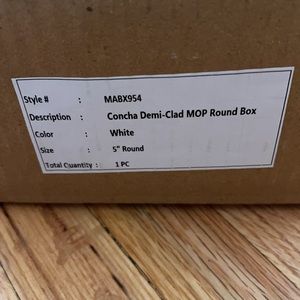 Style # : MABX954
Description : Concha Demi-Clad MOP Round Box
Color : White
Size : 5" Round
Total Quantity : 1 PC